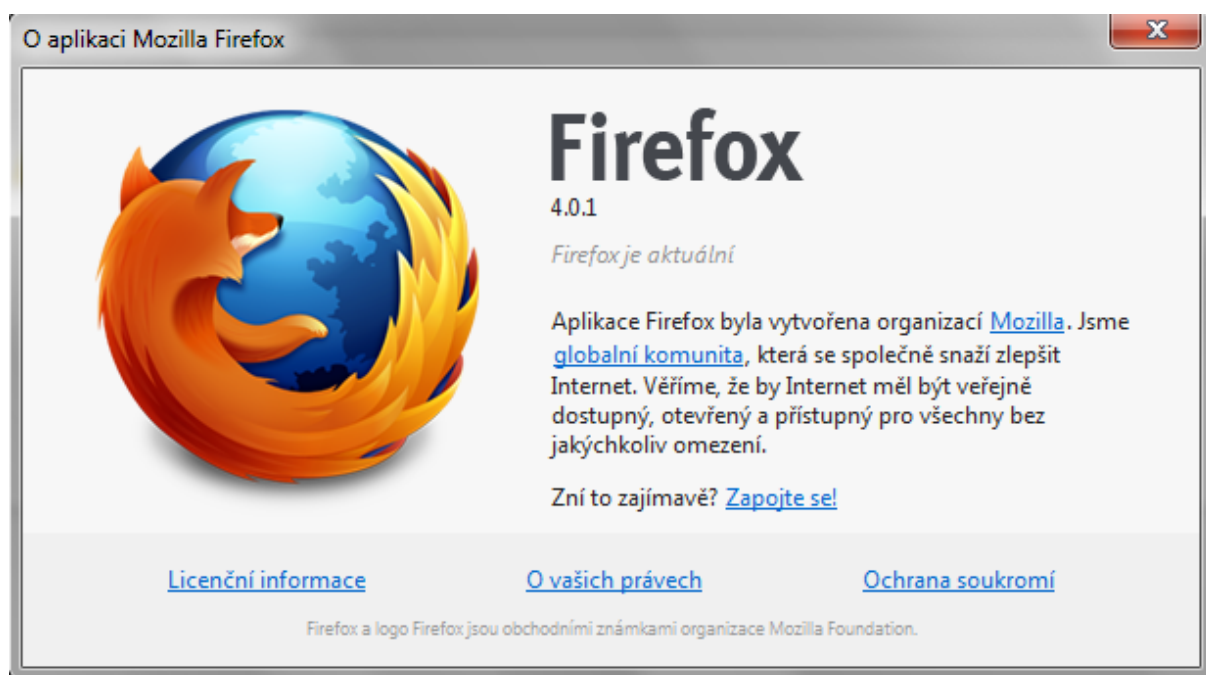 O aplikaci Mozilla Firefox
Firefox
4.0.1
Firefox je aktuální
Aplikace Firefox byla vytvořena organizací Mozilla. Jsme
globalní komunita, která se společně snaží zlepšit
Internet. Věříme, že by Internet měl být veřejně
dostupný, otevřený a přístupný pro všechny bez
jakýchkoliv omezení.
Zní to zajímavě? Zapojte se!
Licenční informace
O vašich právech
Ochrana soukromí
Firefox a logo Firefox jsou obchodními známkami organizace Mozilla Foundation.